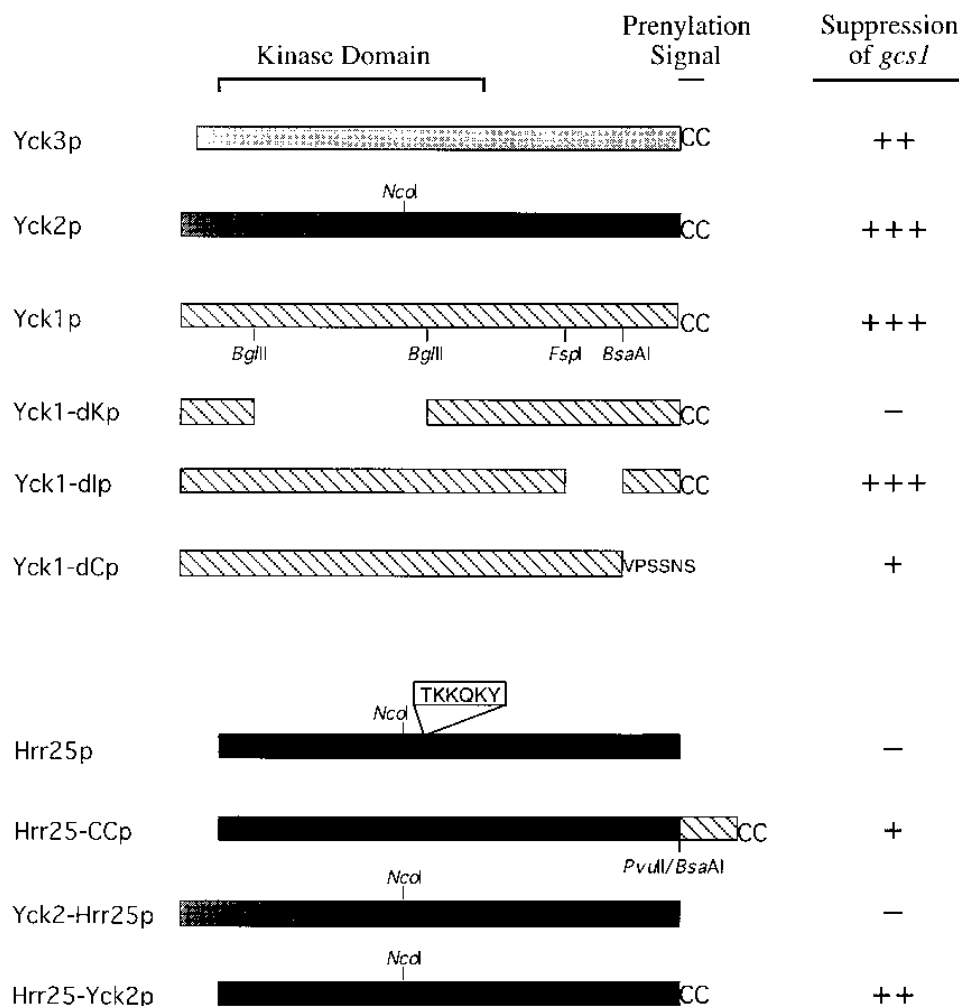 Kinase Domain
Prenylation
Signal
Suppression
of gcs1
Yck3p CC ++
NcoI
Yck2p CC +++
Yck1p CC +++
BglII BglII FspI BsaAI
Yck1-dKp CC −
Yck1-dIp CC +++
Yck1-dCp VPSSNS +
TKKQKY
NcoI
Hrr25p −
Hrr25-CCp CC +
PvuII/BsaAI
NcoI
Yck2-Hrr25p −
NcoI
Hrr25-Yck2p CC ++